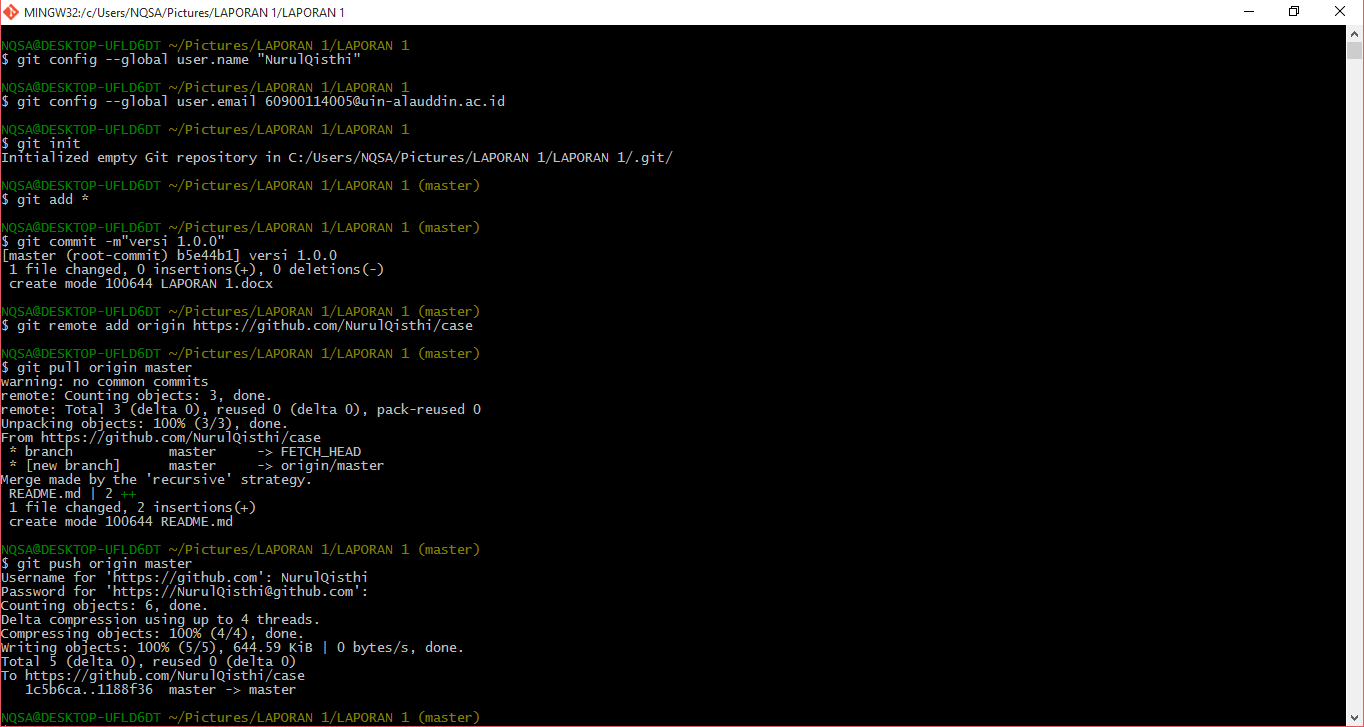 MINGW32:/c/Users/NQSA/Pictures/LAPORAN 1/LAPORAN 1
NQSA@DESKTOP-UFLD6DT ~/Pictures/LAPORAN 1/LAPORAN 1
$ git config --global user.name "NurulQisthi"
NQSA@DESKTOP-UFLD6DT ~/Pictures/LAPORAN 1/LAPORAN 1
$ git config --global user.email 60900114005@uin-alauddin.ac.id
NQSA@DESKTOP-UFLD6DT ~/Pictures/LAPORAN 1/LAPORAN 1
$ git init
Initialized empty Git repository in C:/Users/NQSA/Pictures/LAPORAN 1/LAPORAN 1/.git/
NQSA@DESKTOP-UFLD6DT ~/Pictures/LAPORAN 1/LAPORAN 1 (master)
$ git add *
NQSA@DESKTOP-UFLD6DT ~/Pictures/LAPORAN 1/LAPORAN 1 (master)
$ git commit -m"versi 1.0.0"
[master (root-commit) b5e44b1] versi 1.0.0
 1 file changed, 0 insertions(+), 0 deletions(-)
 create mode 100644 LAPORAN 1.docx
NQSA@DESKTOP-UFLD6DT ~/Pictures/LAPORAN 1/LAPORAN 1 (master)
$ git remote add origin https://github.com/NurulQisthi/case
NQSA@DESKTOP-UFLD6DT ~/Pictures/LAPORAN 1/LAPORAN 1 (master)
$ git pull origin master
warning: no common commits
remote: Counting objects: 3, done.
remote: Total 3 (delta 0), reused 0 (delta 0), pack-reused 0
Unpacking objects: 100% (3/3), done.
From https://github.com/NurulQisthi/case
 * branch            master     -> FETCH_HEAD
 * [new branch]      master     -> origin/master
Merge made by the 'recursive' strategy.
 README.md | 2 ++
 1 file changed, 2 insertions(+)
 create mode 100644 README.md
NQSA@DESKTOP-UFLD6DT ~/Pictures/LAPORAN 1/LAPORAN 1 (master)
$ git push origin master
Username for 'https://github.com': NurulQisthi
Password for 'https://NurulQisthi@github.com':
Counting objects: 6, done.
Delta compression using up to 4 threads.
Compressing objects: 100% (4/4), done.
Writing objects: 100% (5/5), 644.59 KiB | 0 bytes/s, done.
Total 5 (delta 0), reused 0 (delta 0)
To https://github.com/NurulQisthi/case
   1c5b6ca..1188f36  master -> master
NQSA@DESKTOP-UFLD6DT ~/Pictures/LAPORAN 1/LAPORAN 1 (master)